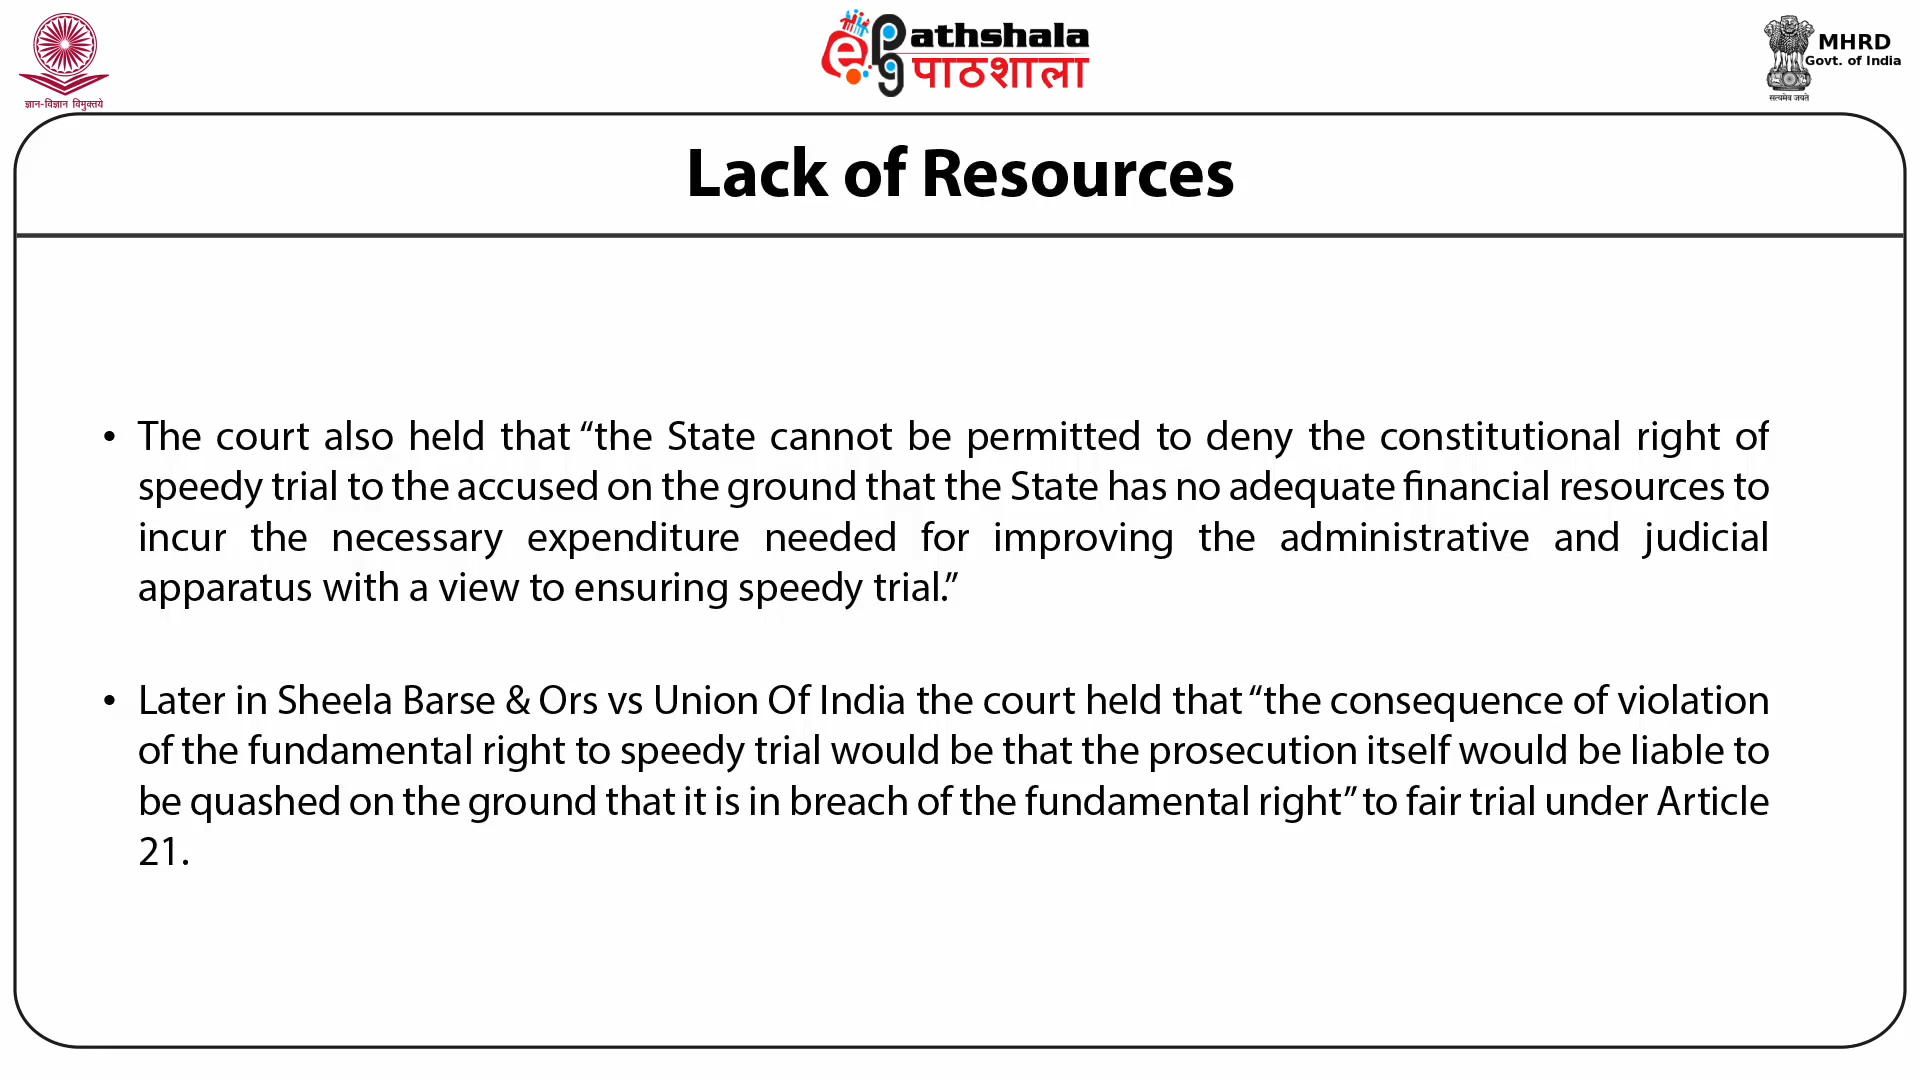 ज्ञान-विज्ञान विमुक्तये
ePG athshala
पाठशाला
MHRD
Govt. of India
सत्यमेव जयते
Lack of Resources
• The court also held that “the State cannot be permitted to deny the constitutional right of
speedy trial to the accused on the ground that the State has no adequate financial resources to
incur the necessary expenditure needed for improving the administrative and judicial
apparatus with a view to ensuring speedy trial.”
• Later in Sheela Barse & Ors vs Union Of India the court held that “the consequence of violation
of the fundamental right to speedy trial would be that the prosecution itself would be liable to
be quashed on the ground that it is in breach of the fundamental right” to fair trial under Article
21.